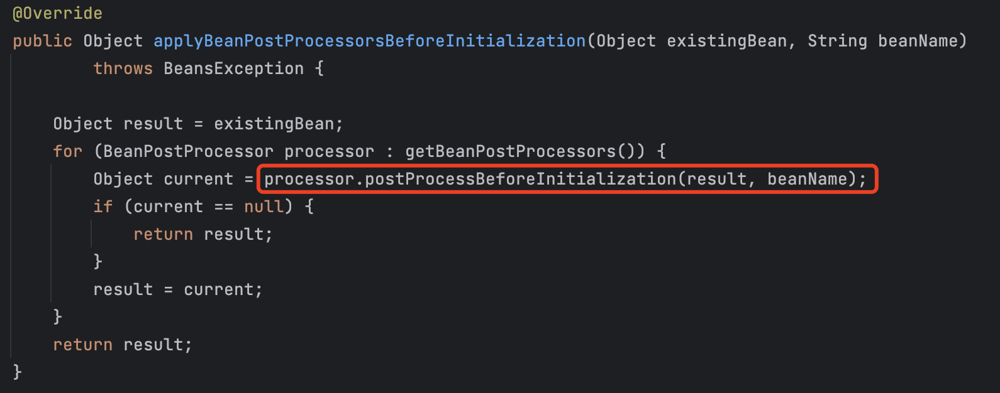 @Override
public Object applyBeanPostProcessorsBeforeInitialization(Object existingBean, String beanName)
        throws BeansException {

    Object result = existingBean;
    for (BeanPostProcessor processor : getBeanPostProcessors()) {
        Object current = processor.postProcessBeforeInitialization(result, beanName);
        if (current == null) {
            return result;
        }
        result = current;
    }
    return result;
}